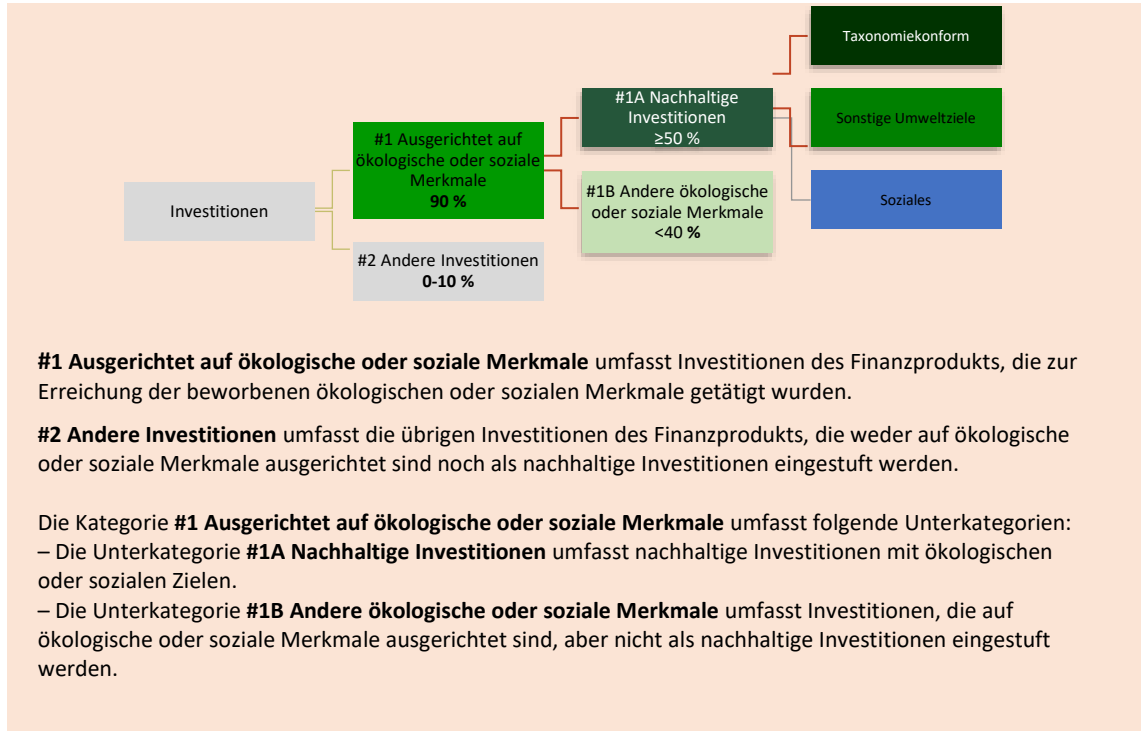 Taxonomiekonform
#1A Nachhaltige
Investitionen
≥50 %
Sonstige Umweltziele
#1 Ausgerichtet auf
ökologische oder soziale
Merkmale
90 %
#1B Andere ökologische
oder soziale Merkmale
<40 %
Soziales
Investitionen
#2 Andere Investitionen
0-10 %
#1 Ausgerichtet auf ökologische oder soziale Merkmale umfasst Investitionen des Finanzprodukts, die zur
Erreichung der beworbenen ökologischen oder sozialen Merkmale getätigt wurden.
#2 Andere Investitionen umfasst die übrigen Investitionen des Finanzprodukts, die weder auf ökologische
oder soziale Merkmale ausgerichtet sind noch als nachhaltige Investitionen eingestuft werden.
Die Kategorie #1 Ausgerichtet auf ökologische oder soziale Merkmale umfasst folgende Unterkategorien:
– Die Unterkategorie #1A Nachhaltige Investitionen umfasst nachhaltige Investitionen mit ökologischen
oder sozialen Zielen.
– Die Unterkategorie #1B Andere ökologische oder soziale Merkmale umfasst Investitionen, die auf
ökologische oder soziale Merkmale ausgerichtet sind, aber nicht als nachhaltige Investitionen eingestuft
werden.